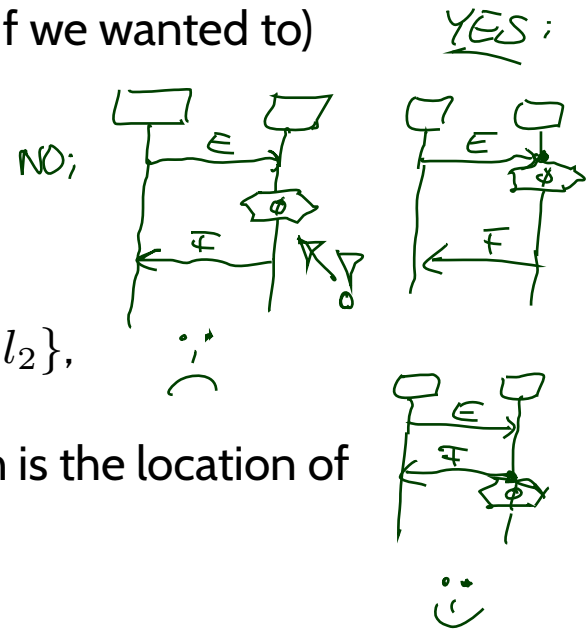 f we wanted to)
YES:
NO;
E
E
ϕ
ϕ
F
F
!
l₂},
E
n is the location of
F
ϕ